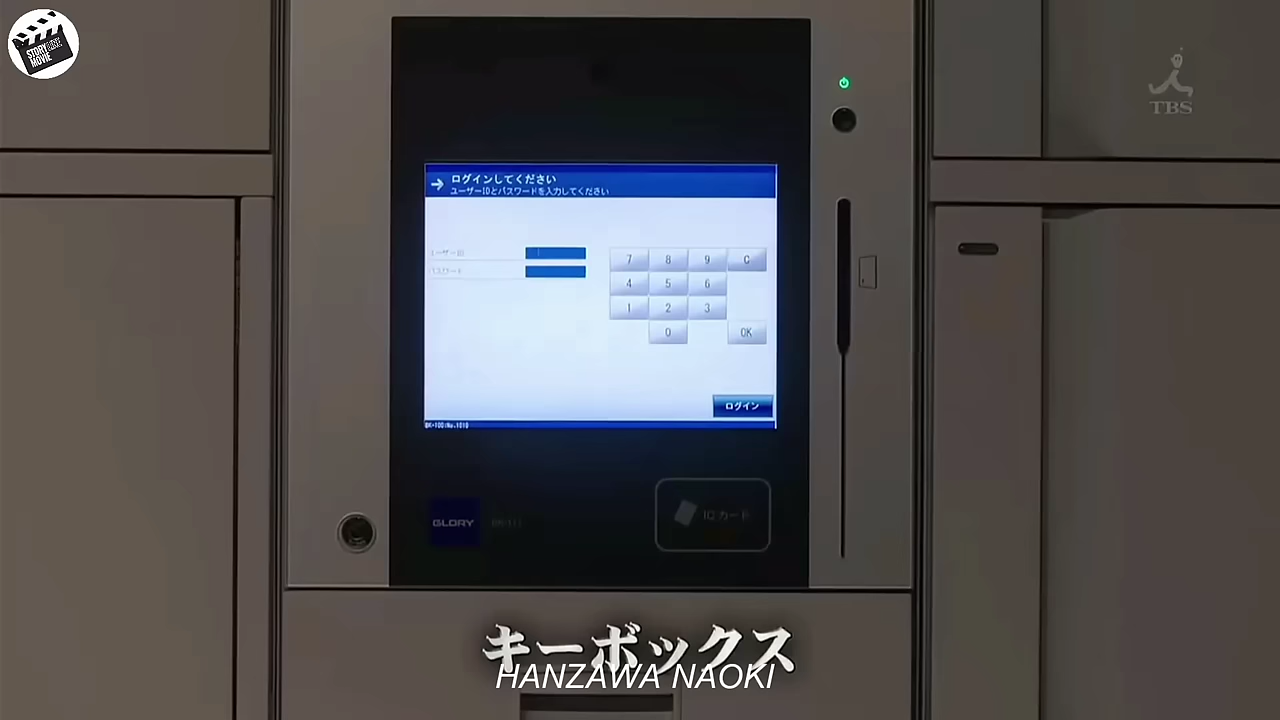 STORY
MOVIE
TBS
ログインしてください
ユーザーIDとパスワードを入力してください
ユーザーID
パスワード
7 8 9 C
4 5 6
1 2 3
0 OK
ログイン
GLORY
ICカード
キーボックス
HANZAWA NAOKI